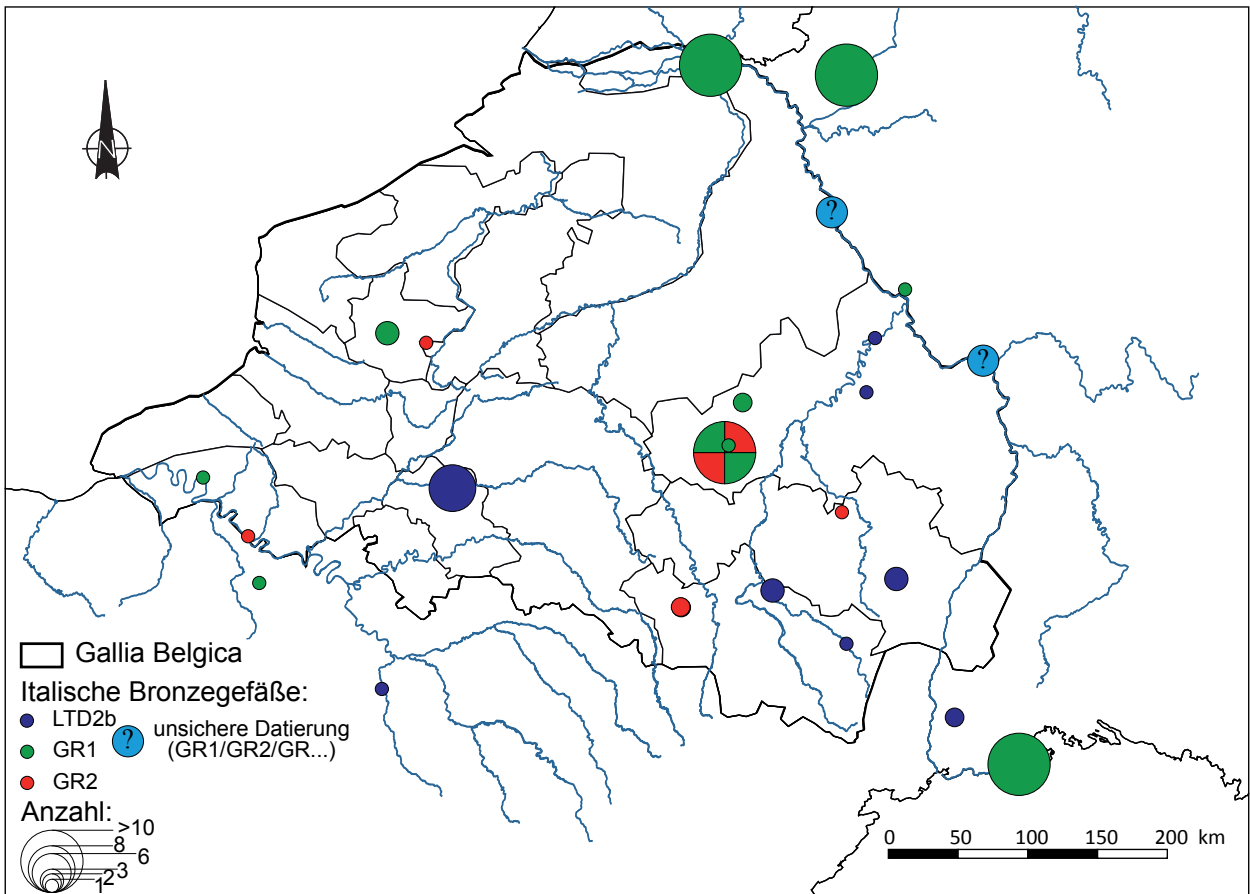 N
?
?
Gallia Belgica
Italische Bronzegefäße:
LTD2b
GR1
GR2
? unsichere Datierung
(GR1/GR2/GR...)
Anzahl:
>10
8
6
3
2
1
0 50 100 150 200 km